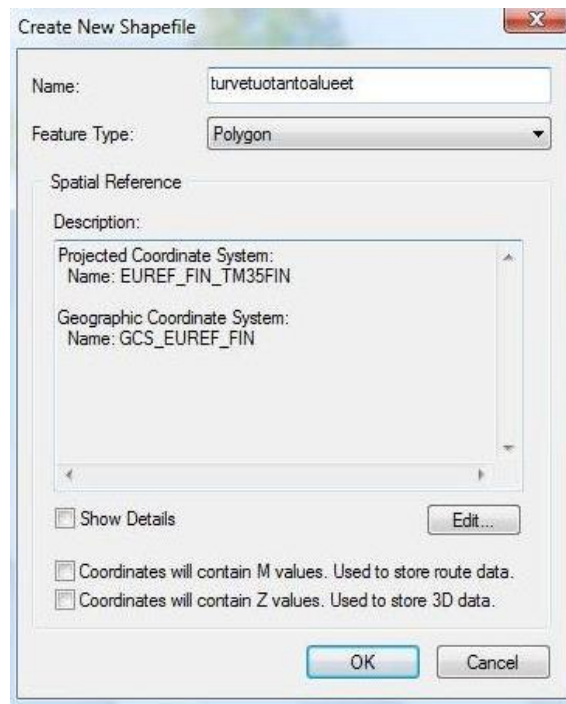 Create New Shapefile
Name: turvetuotantoalueet
Feature Type: Polygon
Spatial Reference
Description:
Projected Coordinate System:
Name: EUREF_FIN_TM35FIN
Geographic Coordinate System:
Name: GCS_EUREF_FIN
Show Details
Edit...
Coordinates will contain M values. Used to store route data.
Coordinates will contain Z values. Used to store 3D data.
OK Cancel